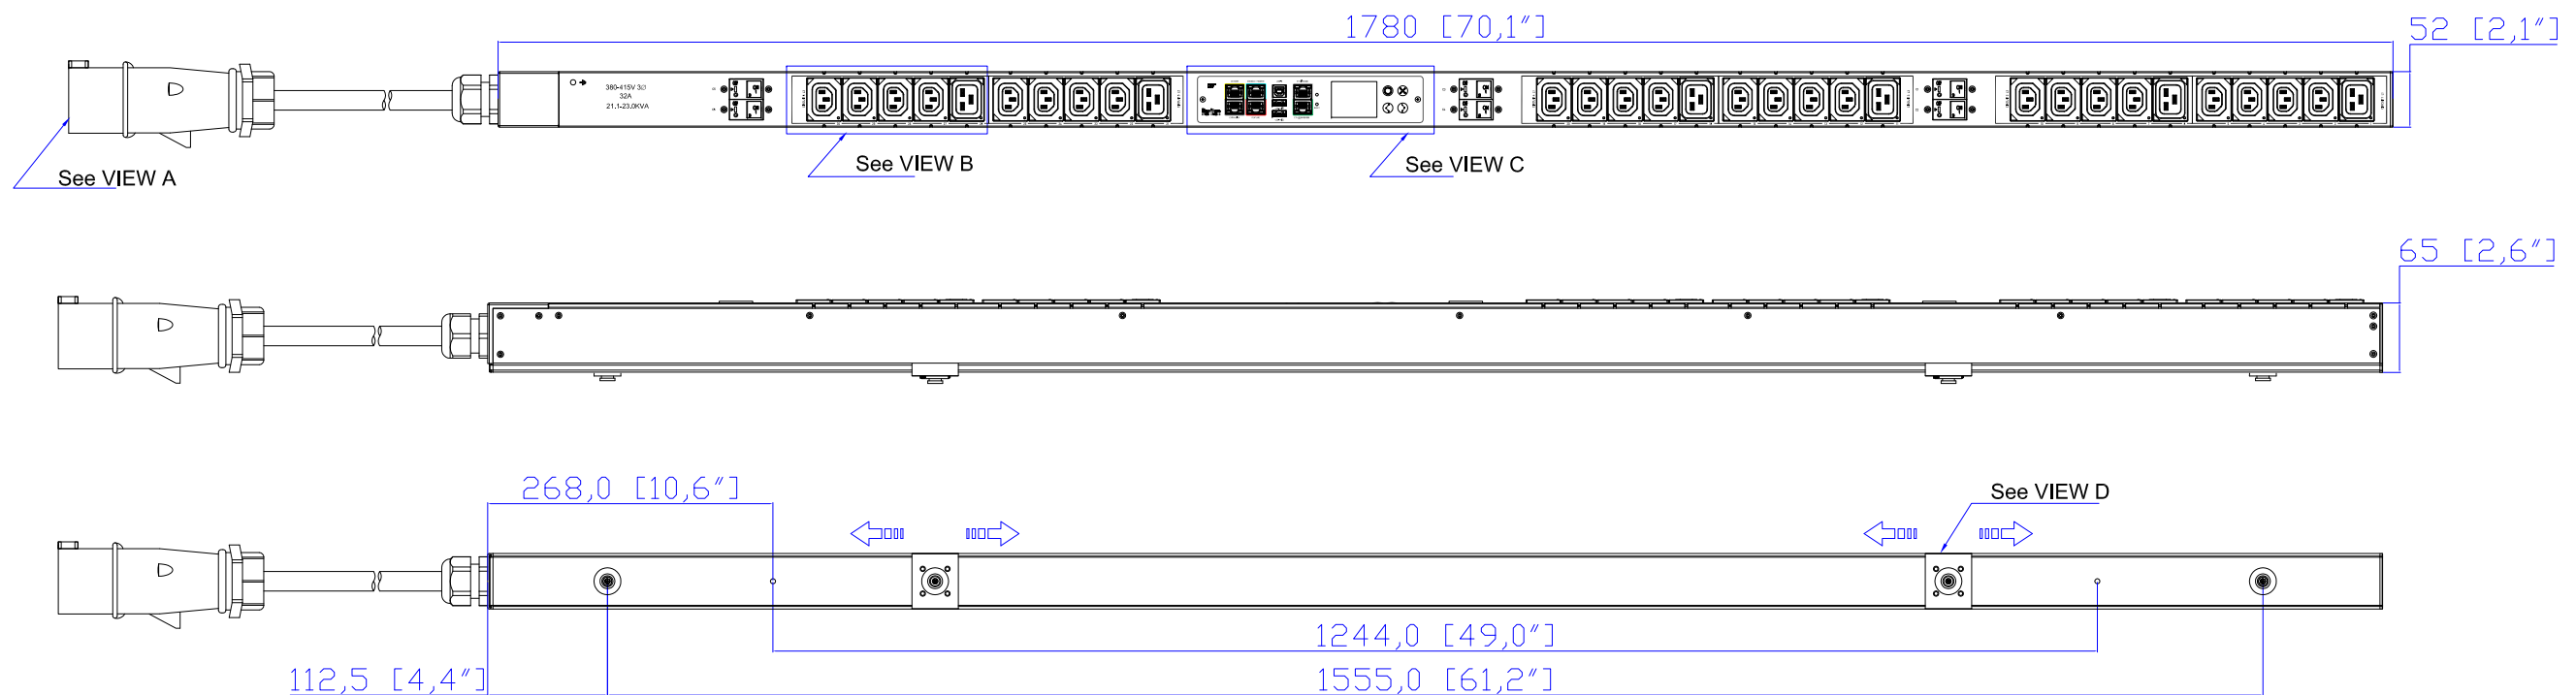 1780 [70,1"]
52 [2,1"]
380-415V 3∅
32A
21.1-23.0KVA
See VIEW A
See VIEW B
See VIEW C
65 [2,6"]
268,0 [10,6"]
See VIEW D
1244,0 [49,0"]
112,5 [4,4"]
1555,0 [61,2"]